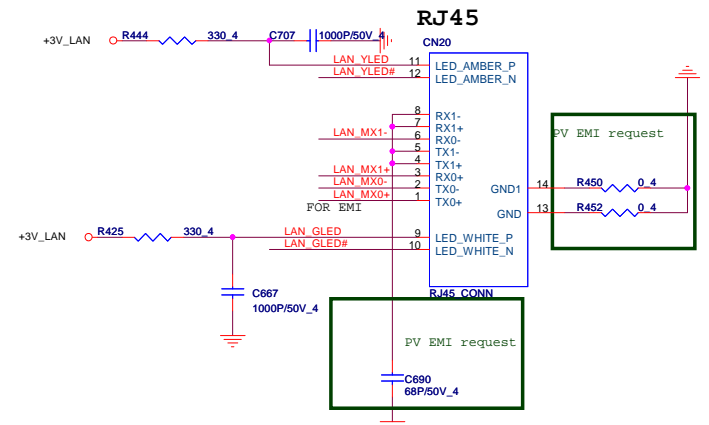 RJ45
+3V_LAN R444 330_4 C707 1000P/50V_4 CN20
LAN_YLED 11 LED_AMBER_P
LAN_YLED# 12 LED_AMBER_N
8 RX1-
7 RX1+
LAN_MX1- 6 RX0-
5 TX1-
4 TX1+
LAN_MX1+ 3 RX0+
LAN_MX0- 2 TX0-
LAN_MX0+ 1 TX0+
FOR EMI
PV EMI request
GND1 14 R450 0_4
GND 13 R452 0_4
+3V_LAN R425 330_4 LAN_GLED 9 LED_WHITE_P
LAN_GLED# 10 LED_WHITE_N
RJ45_CONN
C667
1000P/50V_4
PV EMI request
C690
68P/50V_4